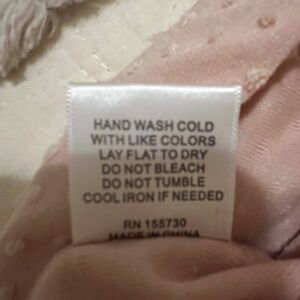 HAND WASH COLD
WITH LIKE COLORS
LAY FLAT TO DRY
DO NOT BLEACH
DO NOT TUMBLE
COOL IRON IF NEEDED
RN 155730
MADE IN CHINA